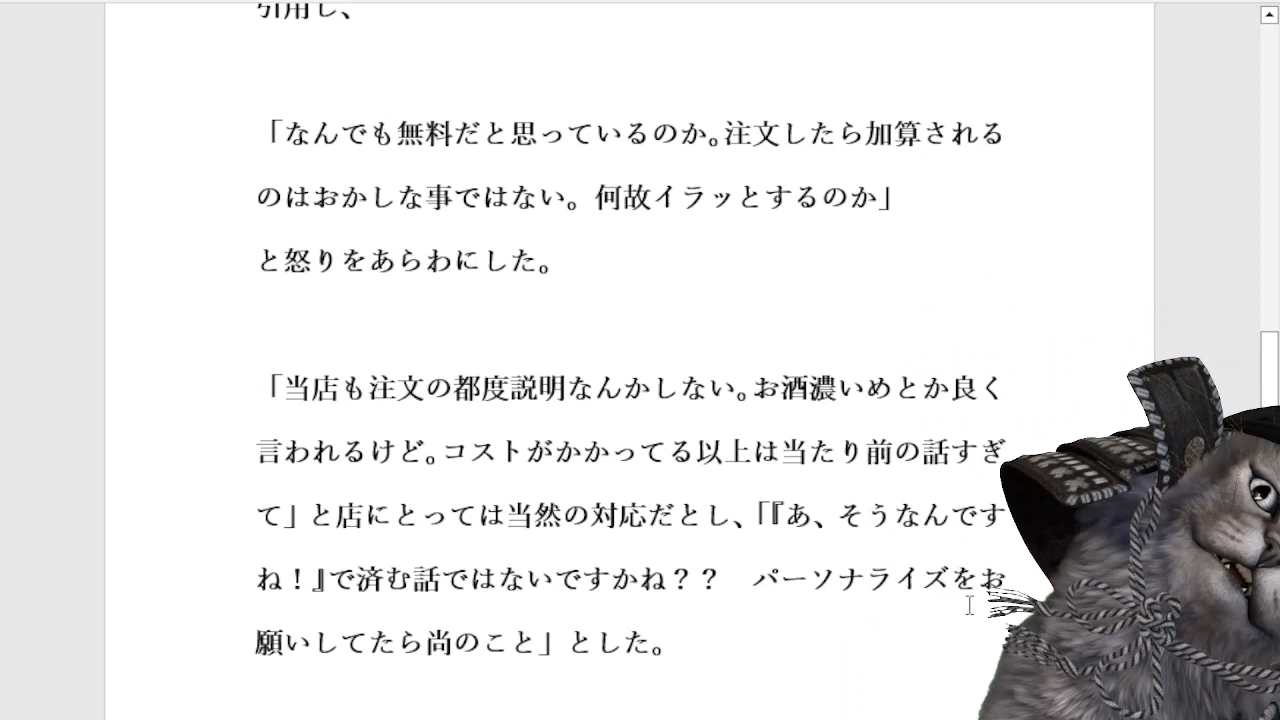 引用し、
「なんでも無料だと思っているのか。注文したら加算される
のはおかしな事ではない。何故イラッとするのか」
と怒りをあらわにした。
「当店も注文の都度説明なんかしない。お酒濃いめとか良く
言われるけど。コストがかかってる以上は当たり前の話すぎ
て」と店にとっては当然の対応だとし、「『あ、そうなんです
ね！』で済む話ではないですかね？？　パーソナライズをお
願いしてたら尚のこと」とした。